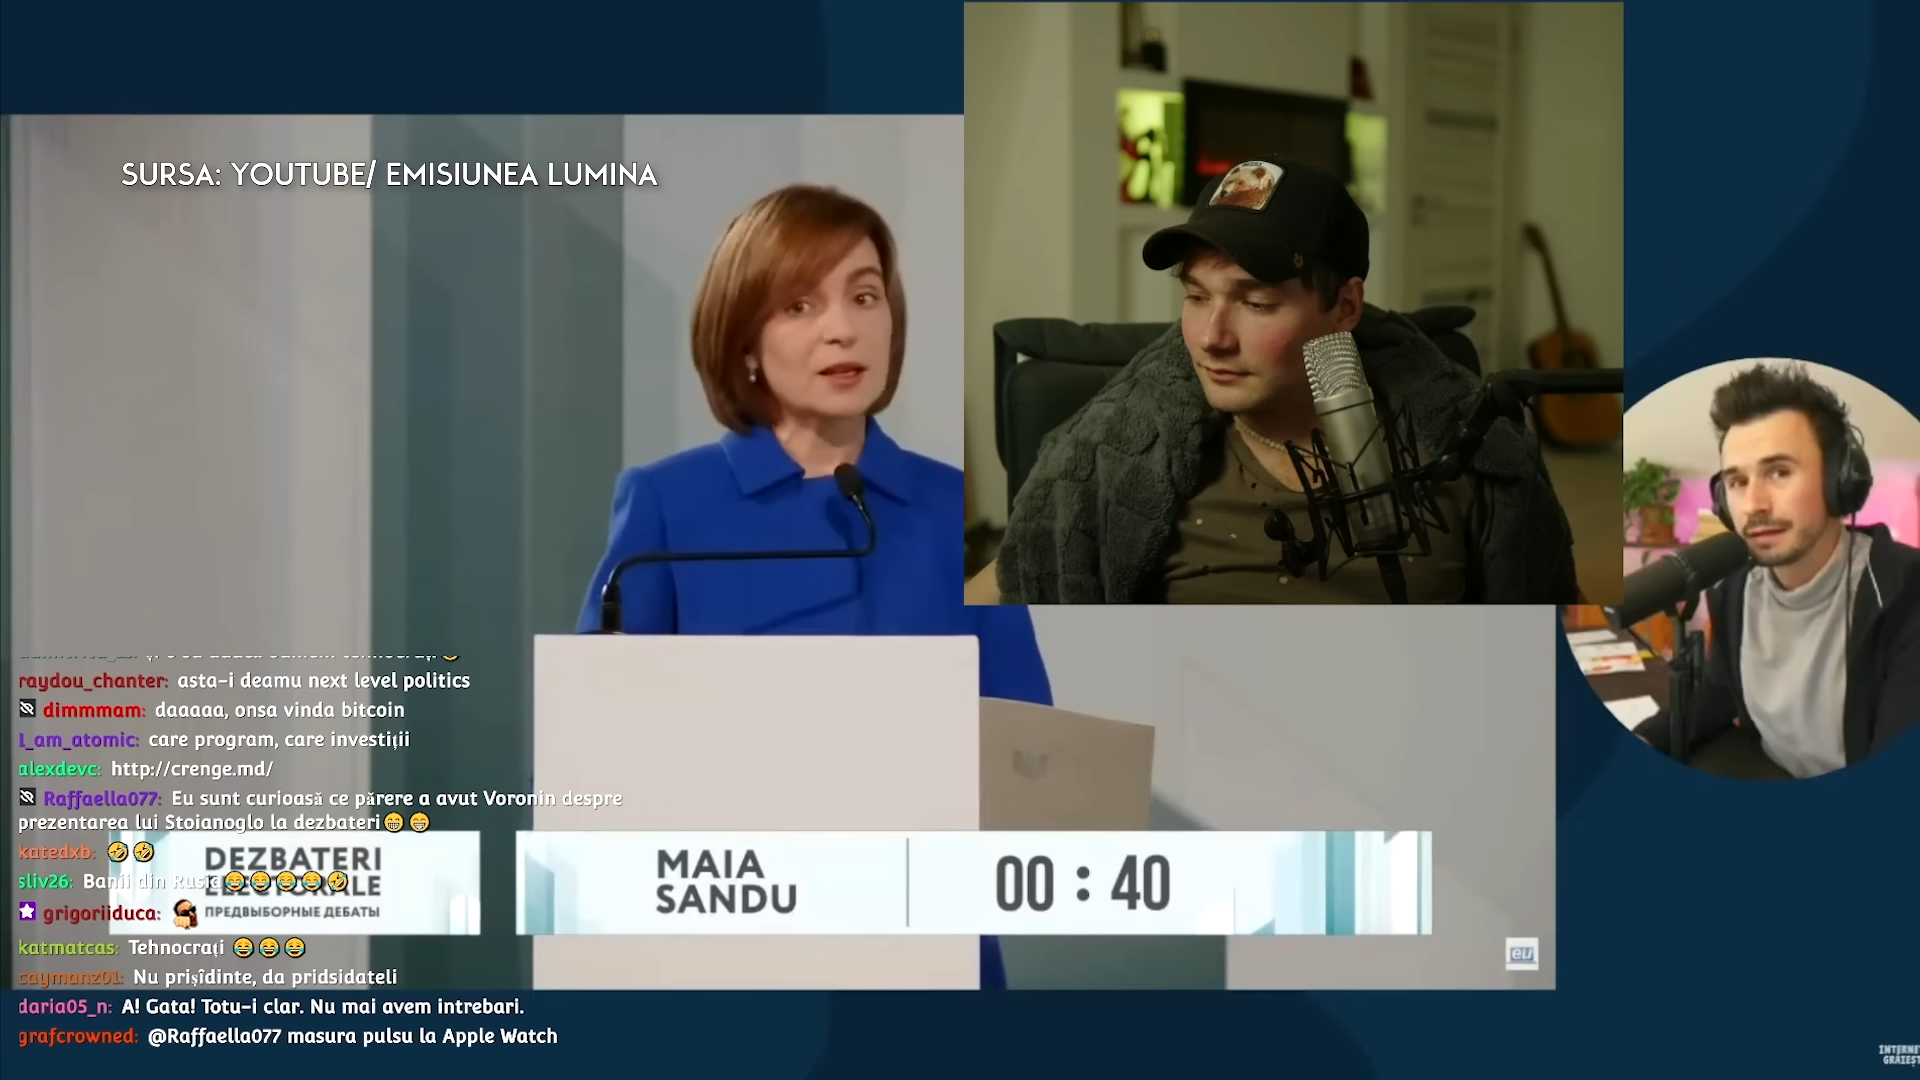 SURSA: YOUTUBE/ EMISIUNEA LUMINA
raydou_chanter: asta-i deamu next level politics
dimmmam: daaaaa, onsa vinda bitcoin
I_am_atomic: care program, care investiții
alexdevc: http://crenge.md/
Raffaella077: Eu sunt curioasă ce părere a avut Voronin despre
prezentarea lui Stoianoglo la dezbateri😁😁
katedxb: 🤣🤣
sliv26: Banii din Rusia😂😂😂😂🤣
grigoriiduca:
katmatcas: Tehnocrați 😂😂😂
caymanz01: Nu prișîdinte, da pridsidateli
daria05_n: A! Gata! Totu-i clar. Nu mai avem intrebari.
grafcrowned: @Raffaella077 masura pulsu la Apple Watch
DEZBATERI
ELECTORALE
ПРЕДВЫБОРНЫЕ ДЕБАТЫ
MAIA
SANDU
00 : 40
INTERNET
GRĂIEȘT